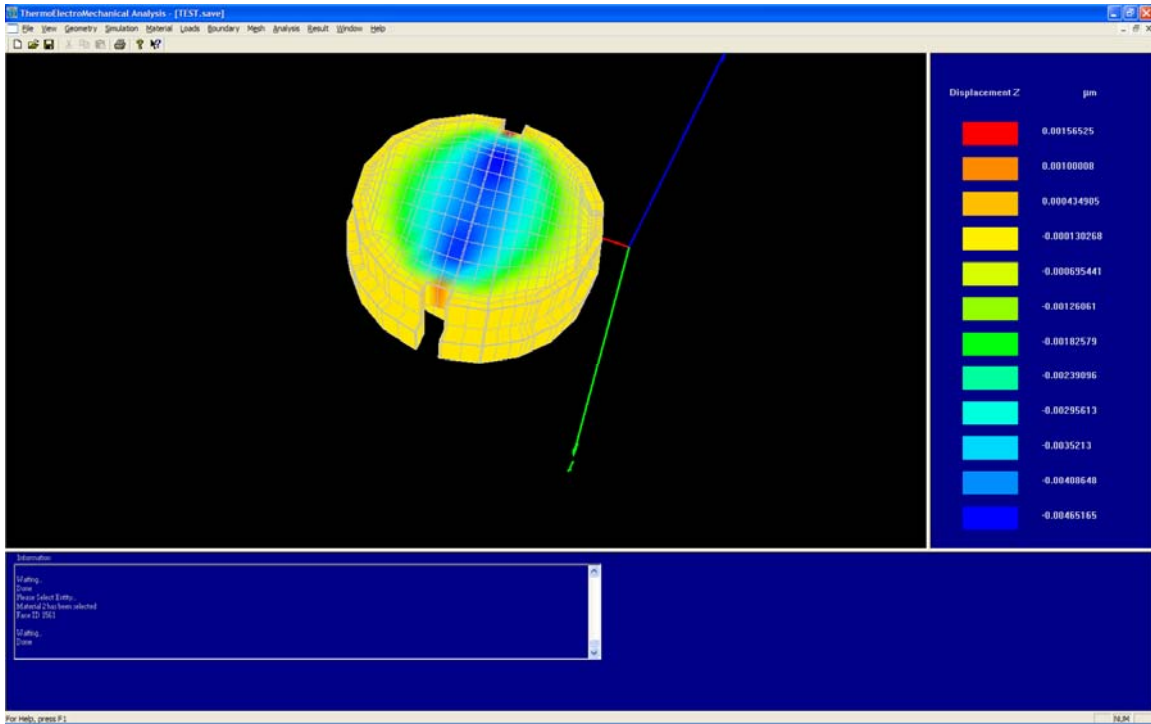 ThermoElectroMechanical Analysis - [TEST.save]
File View Geometry Simulation Material Loads Boundary Mesh Analysis Result Window Help
Displacement Z µm
0.00156525
0.00100008
0.000434905
-0.000130268
-0.000695441
-0.00126061
-0.00182579
-0.00239096
-0.00295613
-0.0035213
-0.00408648
-0.00465165
Information
Waiting..
Done
Please Select Entity..
Material 2 has been selected
Face ID 1561
Waiting..
Done
For Help, press F1
NUM